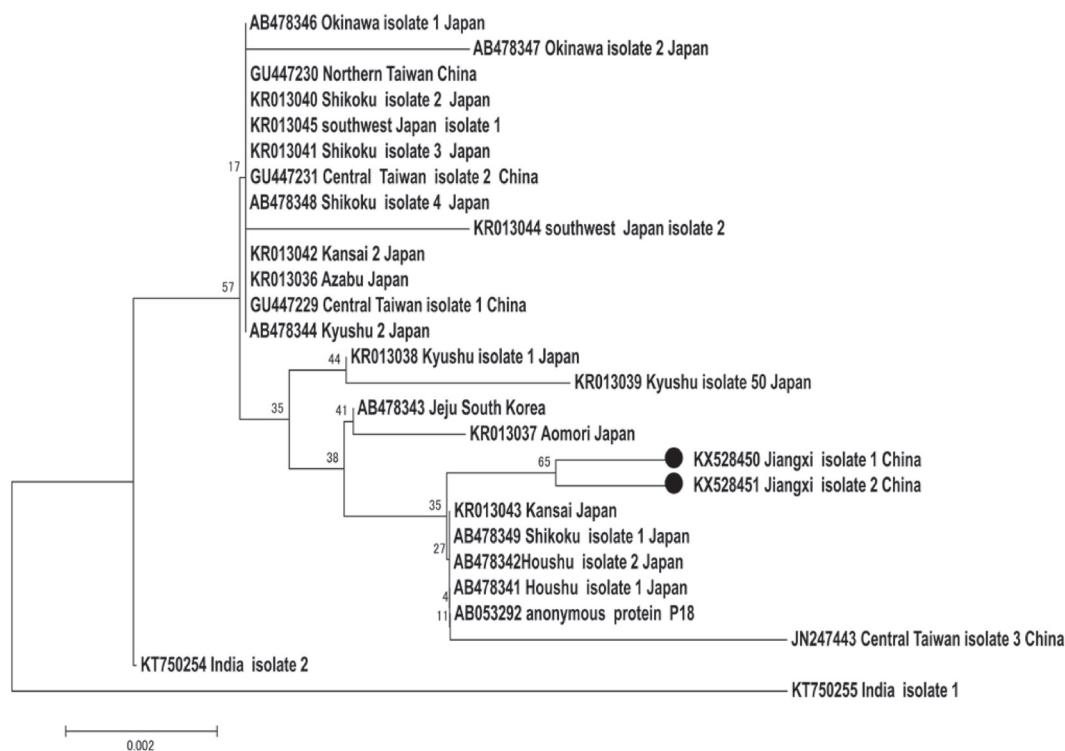 AB478346 Okinawa isolate 1 Japan
AB478347 Okinawa isolate 2 Japan
GU447230 Northern Taiwan China
KR013040 Shikoku isolate 2 Japan
KR013045 southwest Japan isolate 1
KR013041 Shikoku isolate 3 Japan
17
GU447231 Central Taiwan isolate 2 China
AB478348 Shikoku isolate 4 Japan
KR013044 southwest Japan isolate 2
KR013042 Kansai 2 Japan
KR013036 Azabu Japan
57
GU447229 Central Taiwan isolate 1 China
AB478344 Kyushu 2 Japan
44
KR013038 Kyushu isolate 1 Japan
KR013039 Kyushu isolate 50 Japan
35
41
AB478343 Jeju South Korea
KR013037 Aomori Japan
38
65
KX528450 Jiangxi isolate 1 China
KX528451 Jiangxi isolate 2 China
35
KR013043 Kansai Japan
AB478349 Shikoku isolate 1 Japan
27
AB478342Houshu isolate 2 Japan
AB478341 Houshu isolate 1 Japan
4
11
AB053292 anonymous protein P18
JN247443 Central Taiwan isolate 3 China
KT750254 India isolate 2
KT750255 India isolate 1
0.002